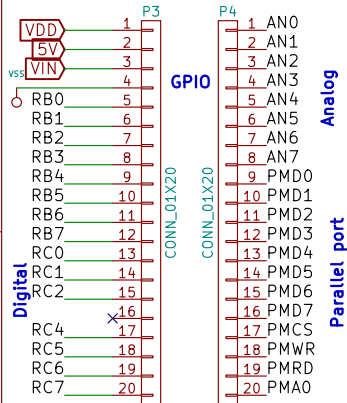 P3 P4
VDD 1 1 AN0
5V 2 2 AN1
VIN 3 3 AN2
VSS 4 4 AN3
GPIO
RB0 5 5 AN4
RB1 6 6 AN5
RB2 7 7 AN6
RB3 8 8 AN7
RB4 9 9 PMD0
RB5 10 10 PMD1
RB6 11 11 PMD2
RB7 12 12 PMD3
RC0 13 13 PMD4
RC1 14 14 PMD5
RC2 15 15 PMD6
16 16 PMD7
RC4 17 17 PMCS
RC5 18 18 PMWR
RC6 19 19 PMRD
RC7 20 20 PMA0
CONN_01X20
CONN_01X20
Digital
Analog
Parallel port